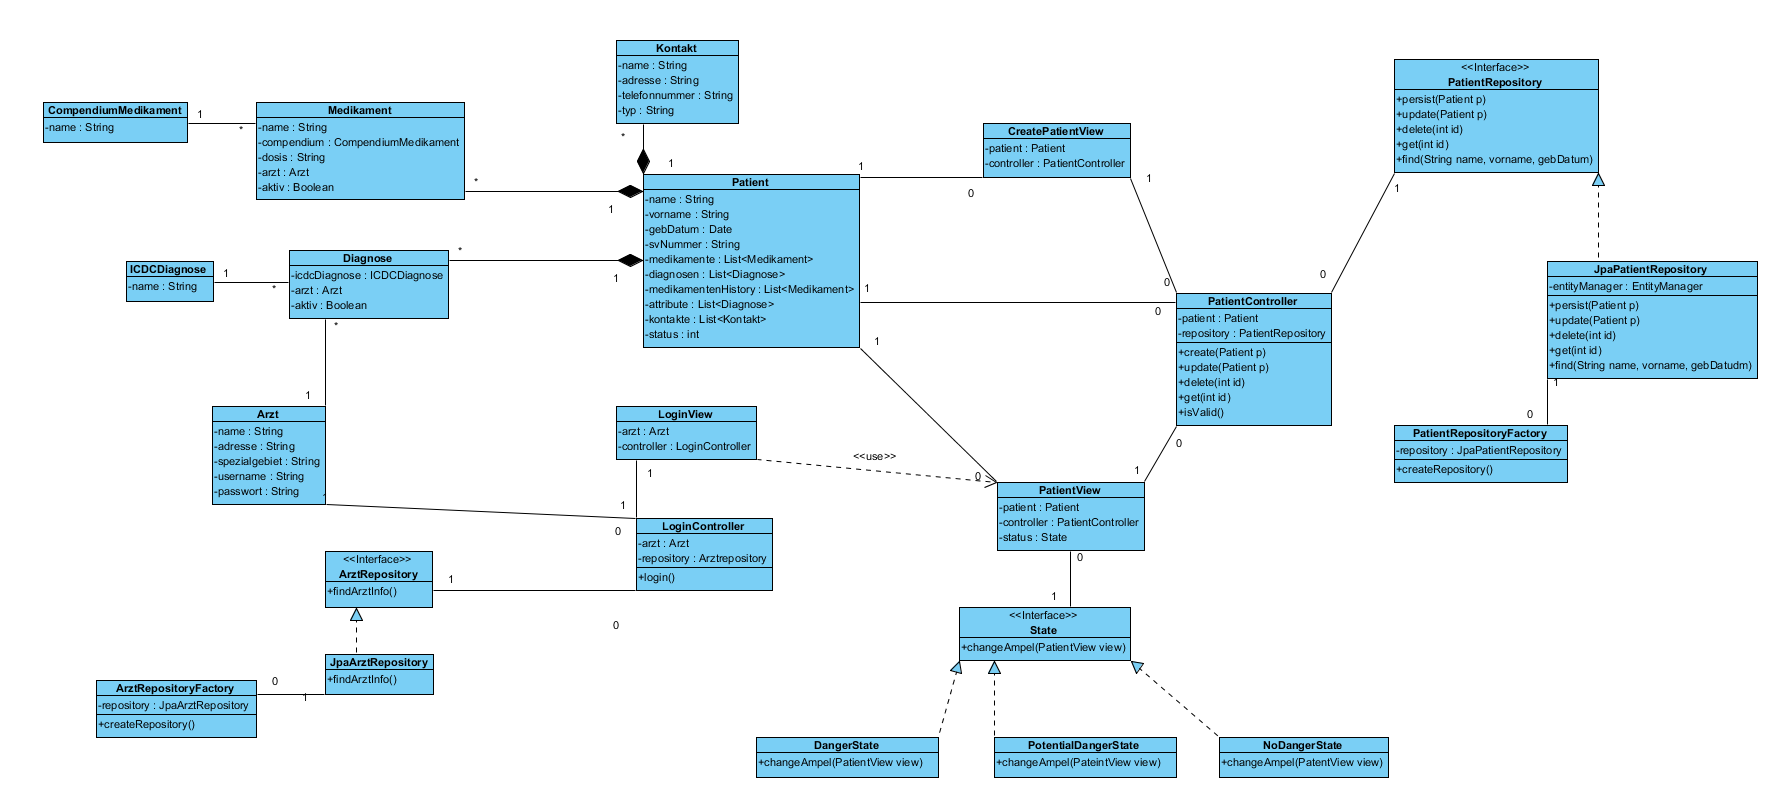 Kontakt
-name : String
-adresse : String
-telefonnummer : String
-typ : String
*
1
CompendiumMedikament
-name : String
1
*
Medikament
-name : String
-compendium : CompendiumMedikament
-dosis : String
-arzt : Arzt
-aktiv : Boolean
*
1
ICDCDiagnose
-name : String
1
*
Diagnose
-icdcDiagnose : ICDCDiagnose
-arzt : Arzt
-aktiv : Boolean
*
1
*
1
Patient
-name : String
-vorname : String
-gebDatum : Date
-svNummer : String
-medikamente : List<Medikament>
-diagnosen : List<Diagnose>
-medikamentenHistory : List<Medikament>
-attribute : List<Diagnose>
-kontakte : List<Kontakt>
-status : int
1
0
1
0
1
0
CreatePatientView
-patient : Patient
-controller : PatientController
1
0
<<Interface>>
PatientRepository
+persist(Patient p)
+update(Patient p)
+delete(int id)
+get(int id)
+find(String name, vorname, gebDatum)
1
0
PatientController
-patient : Patient
-repository : PatientRepository
+create(Patient p)
+update(Patient p)
+delete(int id)
+get(int id)
+isValid()
0
1
JpaPatientRepository
-entityManager : EntityManager
+persist(Patient p)
+update(Patient p)
+delete(int id)
+get(int id)
+find(String name, vorname, gebDatudm)
1
0
PatientRepositoryFactory
-repository : JpaPatientRepository
+createRepository()
Arzt
-name : String
-adresse : String
-spezialgebiet : String
-username : String
-passwort : String
LoginView
-arzt : Arzt
-controller : LoginController
<<use>>
1
1
0
LoginController
-arzt : Arzt
-repository : Arztrepository
+login()
PatientView
-patient : Patient
-controller : PatientController
-status : State
0
1
<<Interface>>
ArztRepository
+findArztInfo()
1
0
JpaArztRepository
+findArztInfo()
ArztRepositoryFactory
-repository : JpaArztRepository
+createRepository()
0
1
<<Interface>>
State
+changeAmpel(PatientView view)
DangerState
+changeAmpel(PatientView view)
PotentialDangerState
+changeAmpel(PateintView view)
NoDangerState
+changeAmpel(PatentView view)